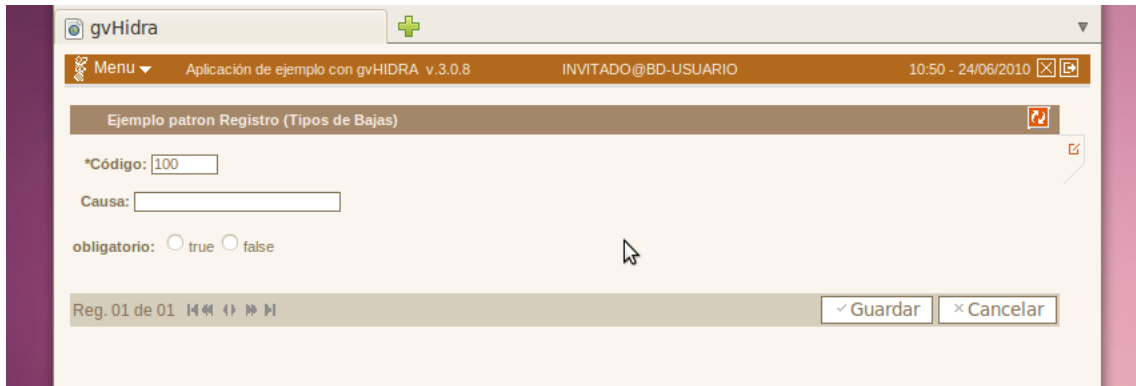 gvHidra
Menu Aplicación de ejemplo con gvHIDRA v.3.0.8 INVITADO@BD-USUARIO 10:50 - 24/06/2010
Ejemplo patron Registro (Tipos de Bajas)
*Código: 100
Causa:
obligatorio: true false
Reg. 01 de 01 Guardar Cancelar